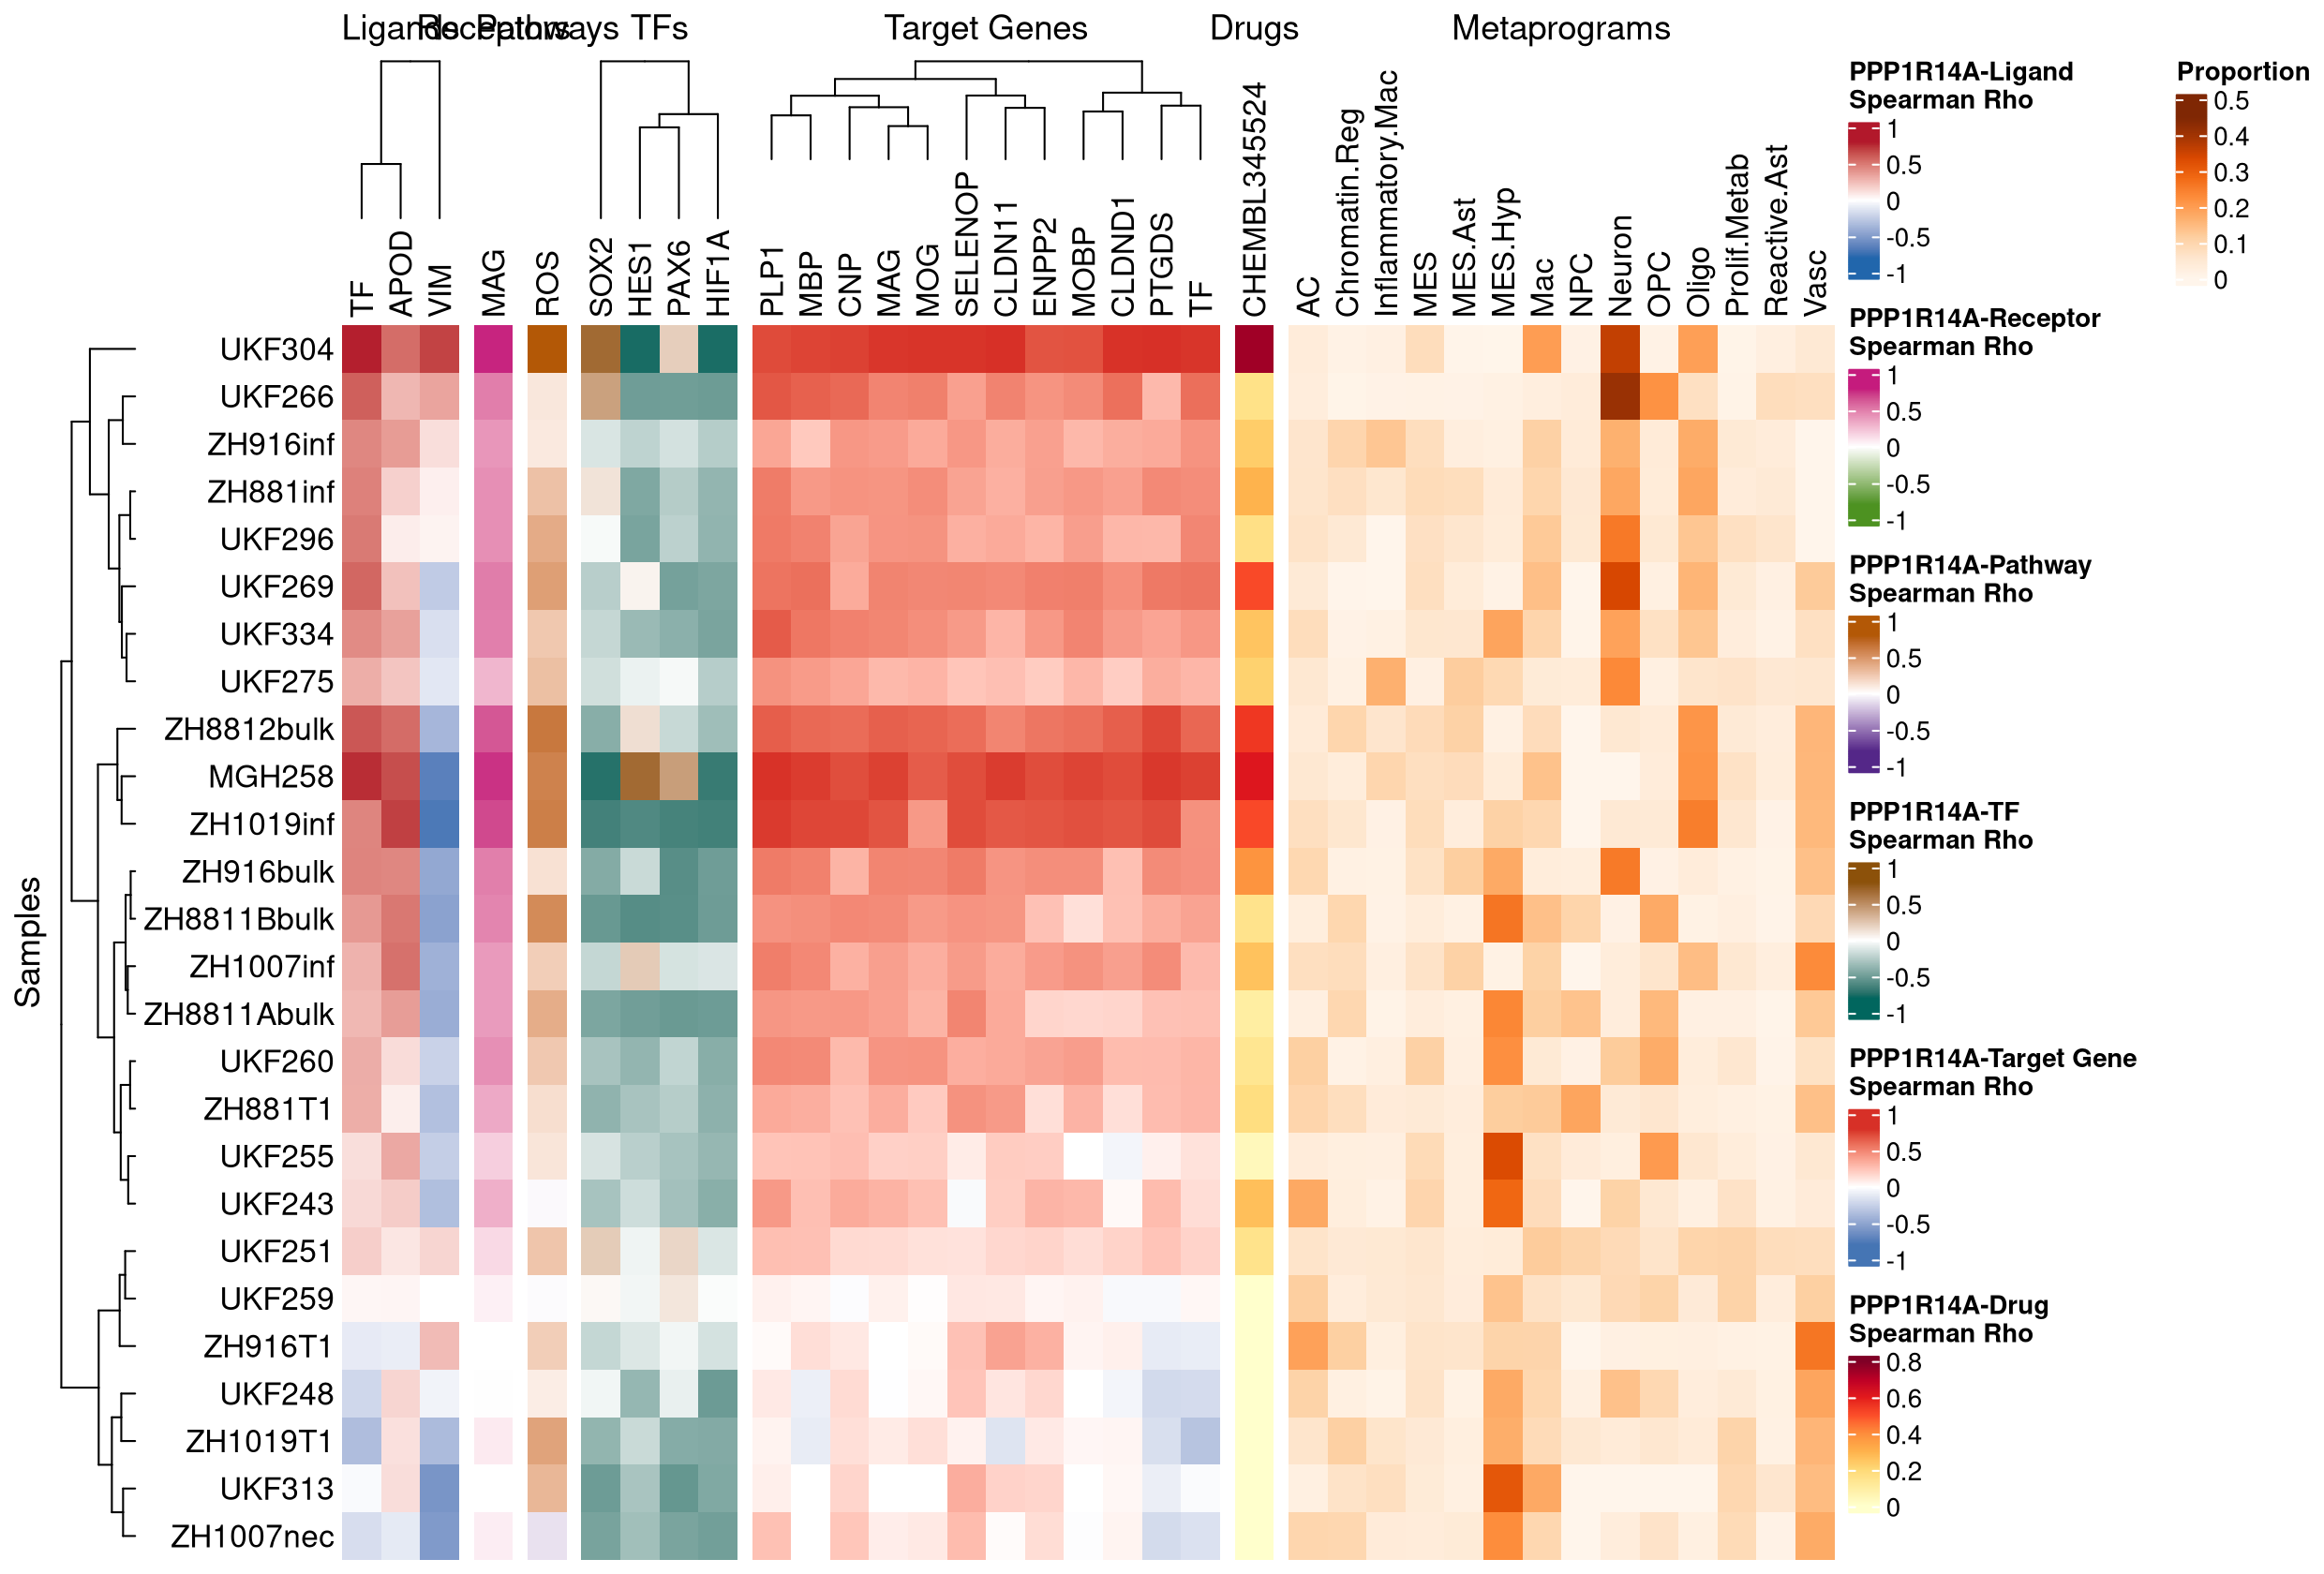 Ligands Receptors Pathways TFs Target Genes Drugs Metaprograms
TF APOD VIM MAG ROS SOX2 HES1 PAX6 HIF1A PLP1 MBP CNP MAG MOG SELENOP CLDN11 ENPP2 MOBP CLDND1 PTGDS TF CHEMBL345524 AC Chromatin.Reg Inflammatory.Mac MES MES.Ast MES.Hyp Mac NPC Neuron OPC Oligo Prolif.Metab Reactive.Ast Vasc
Samples
UKF304
UKF266
ZH916inf
ZH881inf
UKF296
UKF269
UKF334
UKF275
ZH8812bulk
MGH258
ZH1019inf
ZH916bulk
ZH8811Bbulk
ZH1007inf
ZH8811Abulk
UKF260
ZH881T1
UKF255
UKF243
UKF251
UKF259
ZH916T1
UKF248
ZH1019T1
UKF313
ZH1007nec
PPP1R14A-Ligand
Spearman Rho
1
0.5
0
-0.5
-1
PPP1R14A-Receptor
Spearman Rho
1
0.5
0
-0.5
-1
PPP1R14A-Pathway
Spearman Rho
1
0.5
0
-0.5
-1
PPP1R14A-TF
Spearman Rho
1
0.5
0
-0.5
-1
PPP1R14A-Target Gene
Spearman Rho
1
0.5
0
-0.5
-1
PPP1R14A-Drug
Spearman Rho
0.8
0.6
0.4
0.2
0
Proportion
0.5
0.4
0.3
0.2
0.1
0